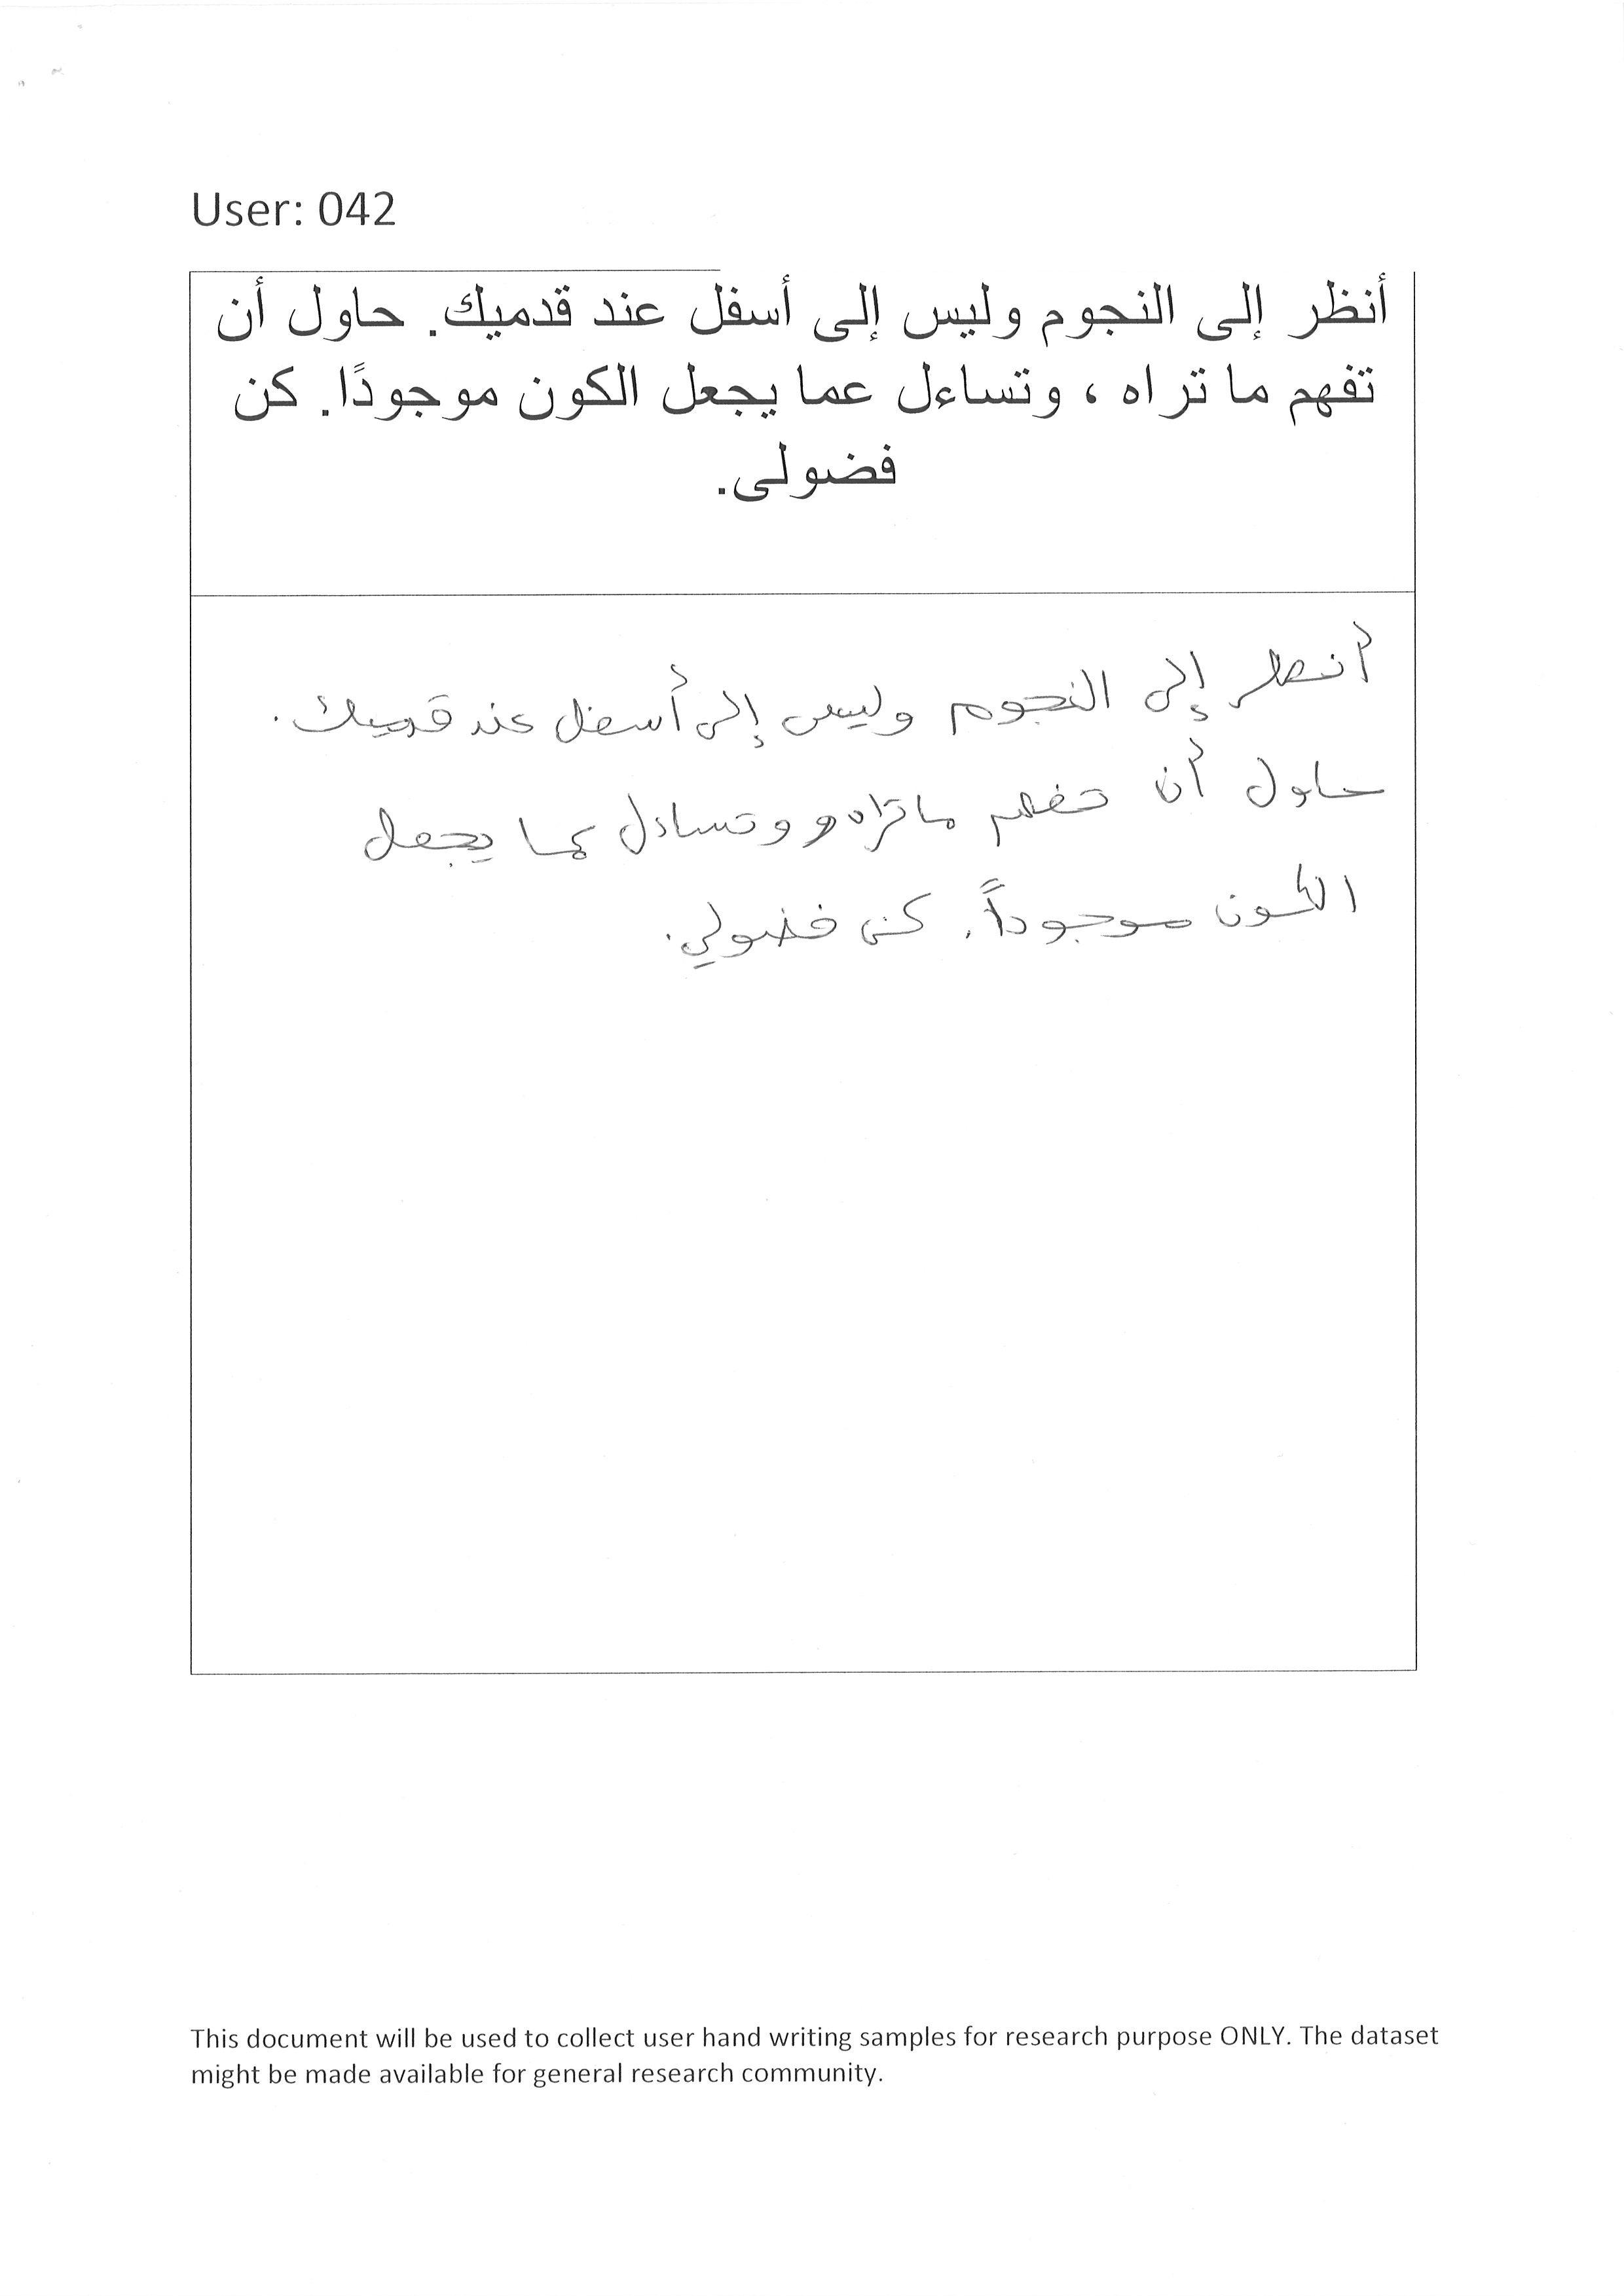 User: 042
أنظر إلى النجوم وليس إلى أسفل عند قدميك. حاول أن
تفهم ما تراه ، وتساءل عما يجعل الكون موجودًا. كن
فضولى.
أنظر إلى النجوم وليس إلى أسفل عند قدميك.
حاول أن تفهم ما تراه و وتساءل عما يجعل
الكون موجوداً. كن فضولي.
This document will be used to collect user hand writing samples for research purpose ONLY. The dataset
might be made available for general research community.